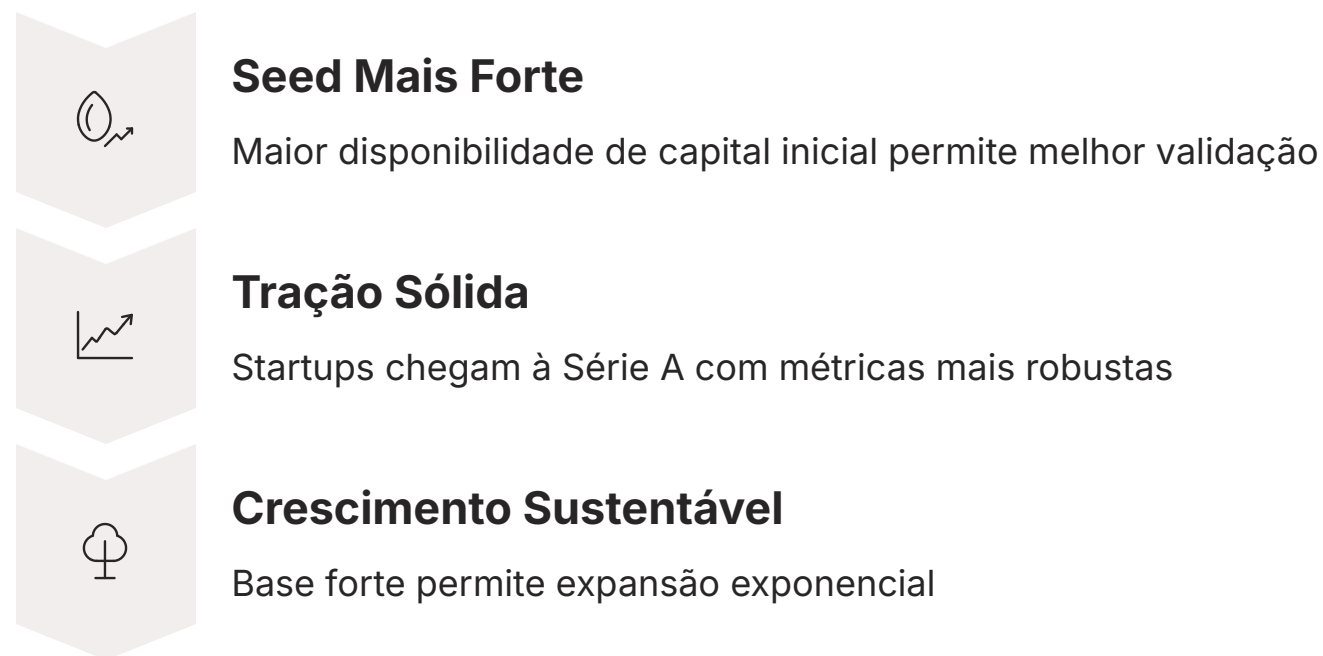 Seed Mais Forte
Maior disponibilidade de capital inicial permite melhor validação
Tração Sólida
Startups chegam à Série A com métricas mais robustas
Crescimento Sustentável
Base forte permite expansão exponencial